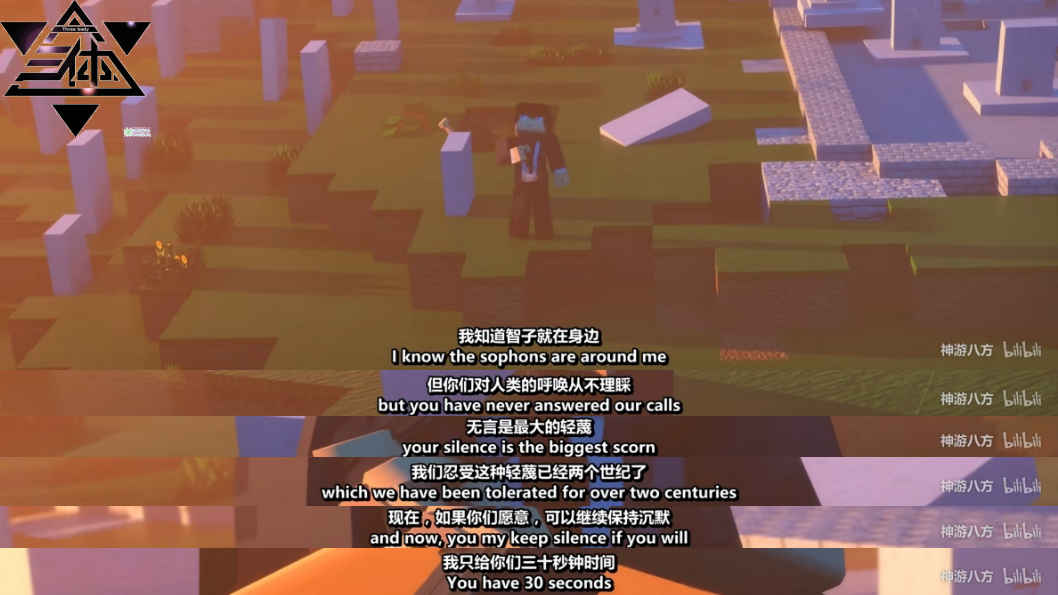 Three body
三体
我知道智子就在身边
I know the sophons are around me
神游八方 bilibili
但你们对人类的呼唤从不理睬
but you have never answered our calls
神游八方 bilibili
无言是最大的轻蔑
your silence is the biggest scorn
神游八方 bilibili
我们忍受这种轻蔑已经两个世纪了
which we have been tolerated for over two centuries
神游八方 bilibili
现在，如果你们愿意，可以继续保持沉默
and now, you my keep silence if you will
神游八方 bilibili
我只给你们三十秒钟时间
You have 30 seconds
神游八方 bilibili